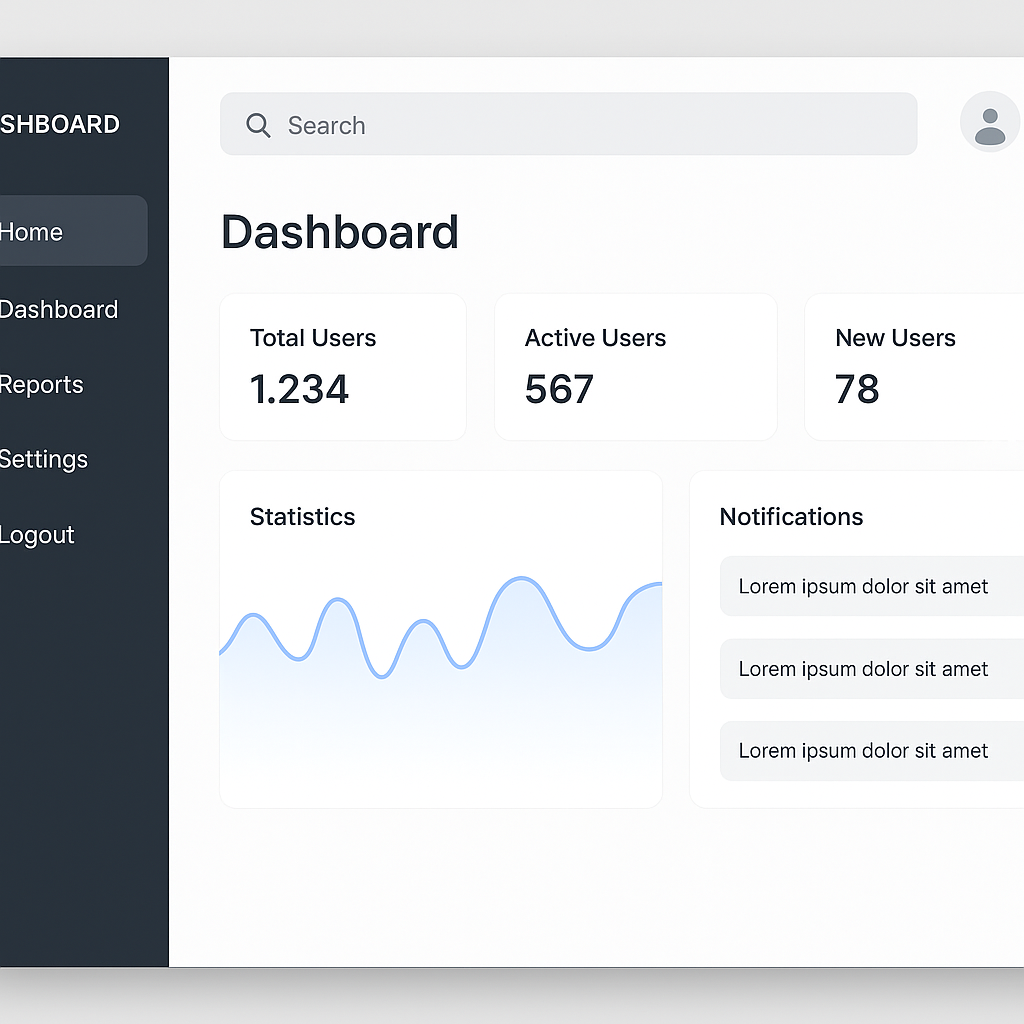 SHBOARD
Home
Dashboard
Reports
Settings
Logout
Search
Dashboard
Total Users
1.234
Active Users
567
New Users
78
Statistics
Notifications
Lorem ipsum dolor sit amet
Lorem ipsum dolor sit amet
Lorem ipsum dolor sit amet